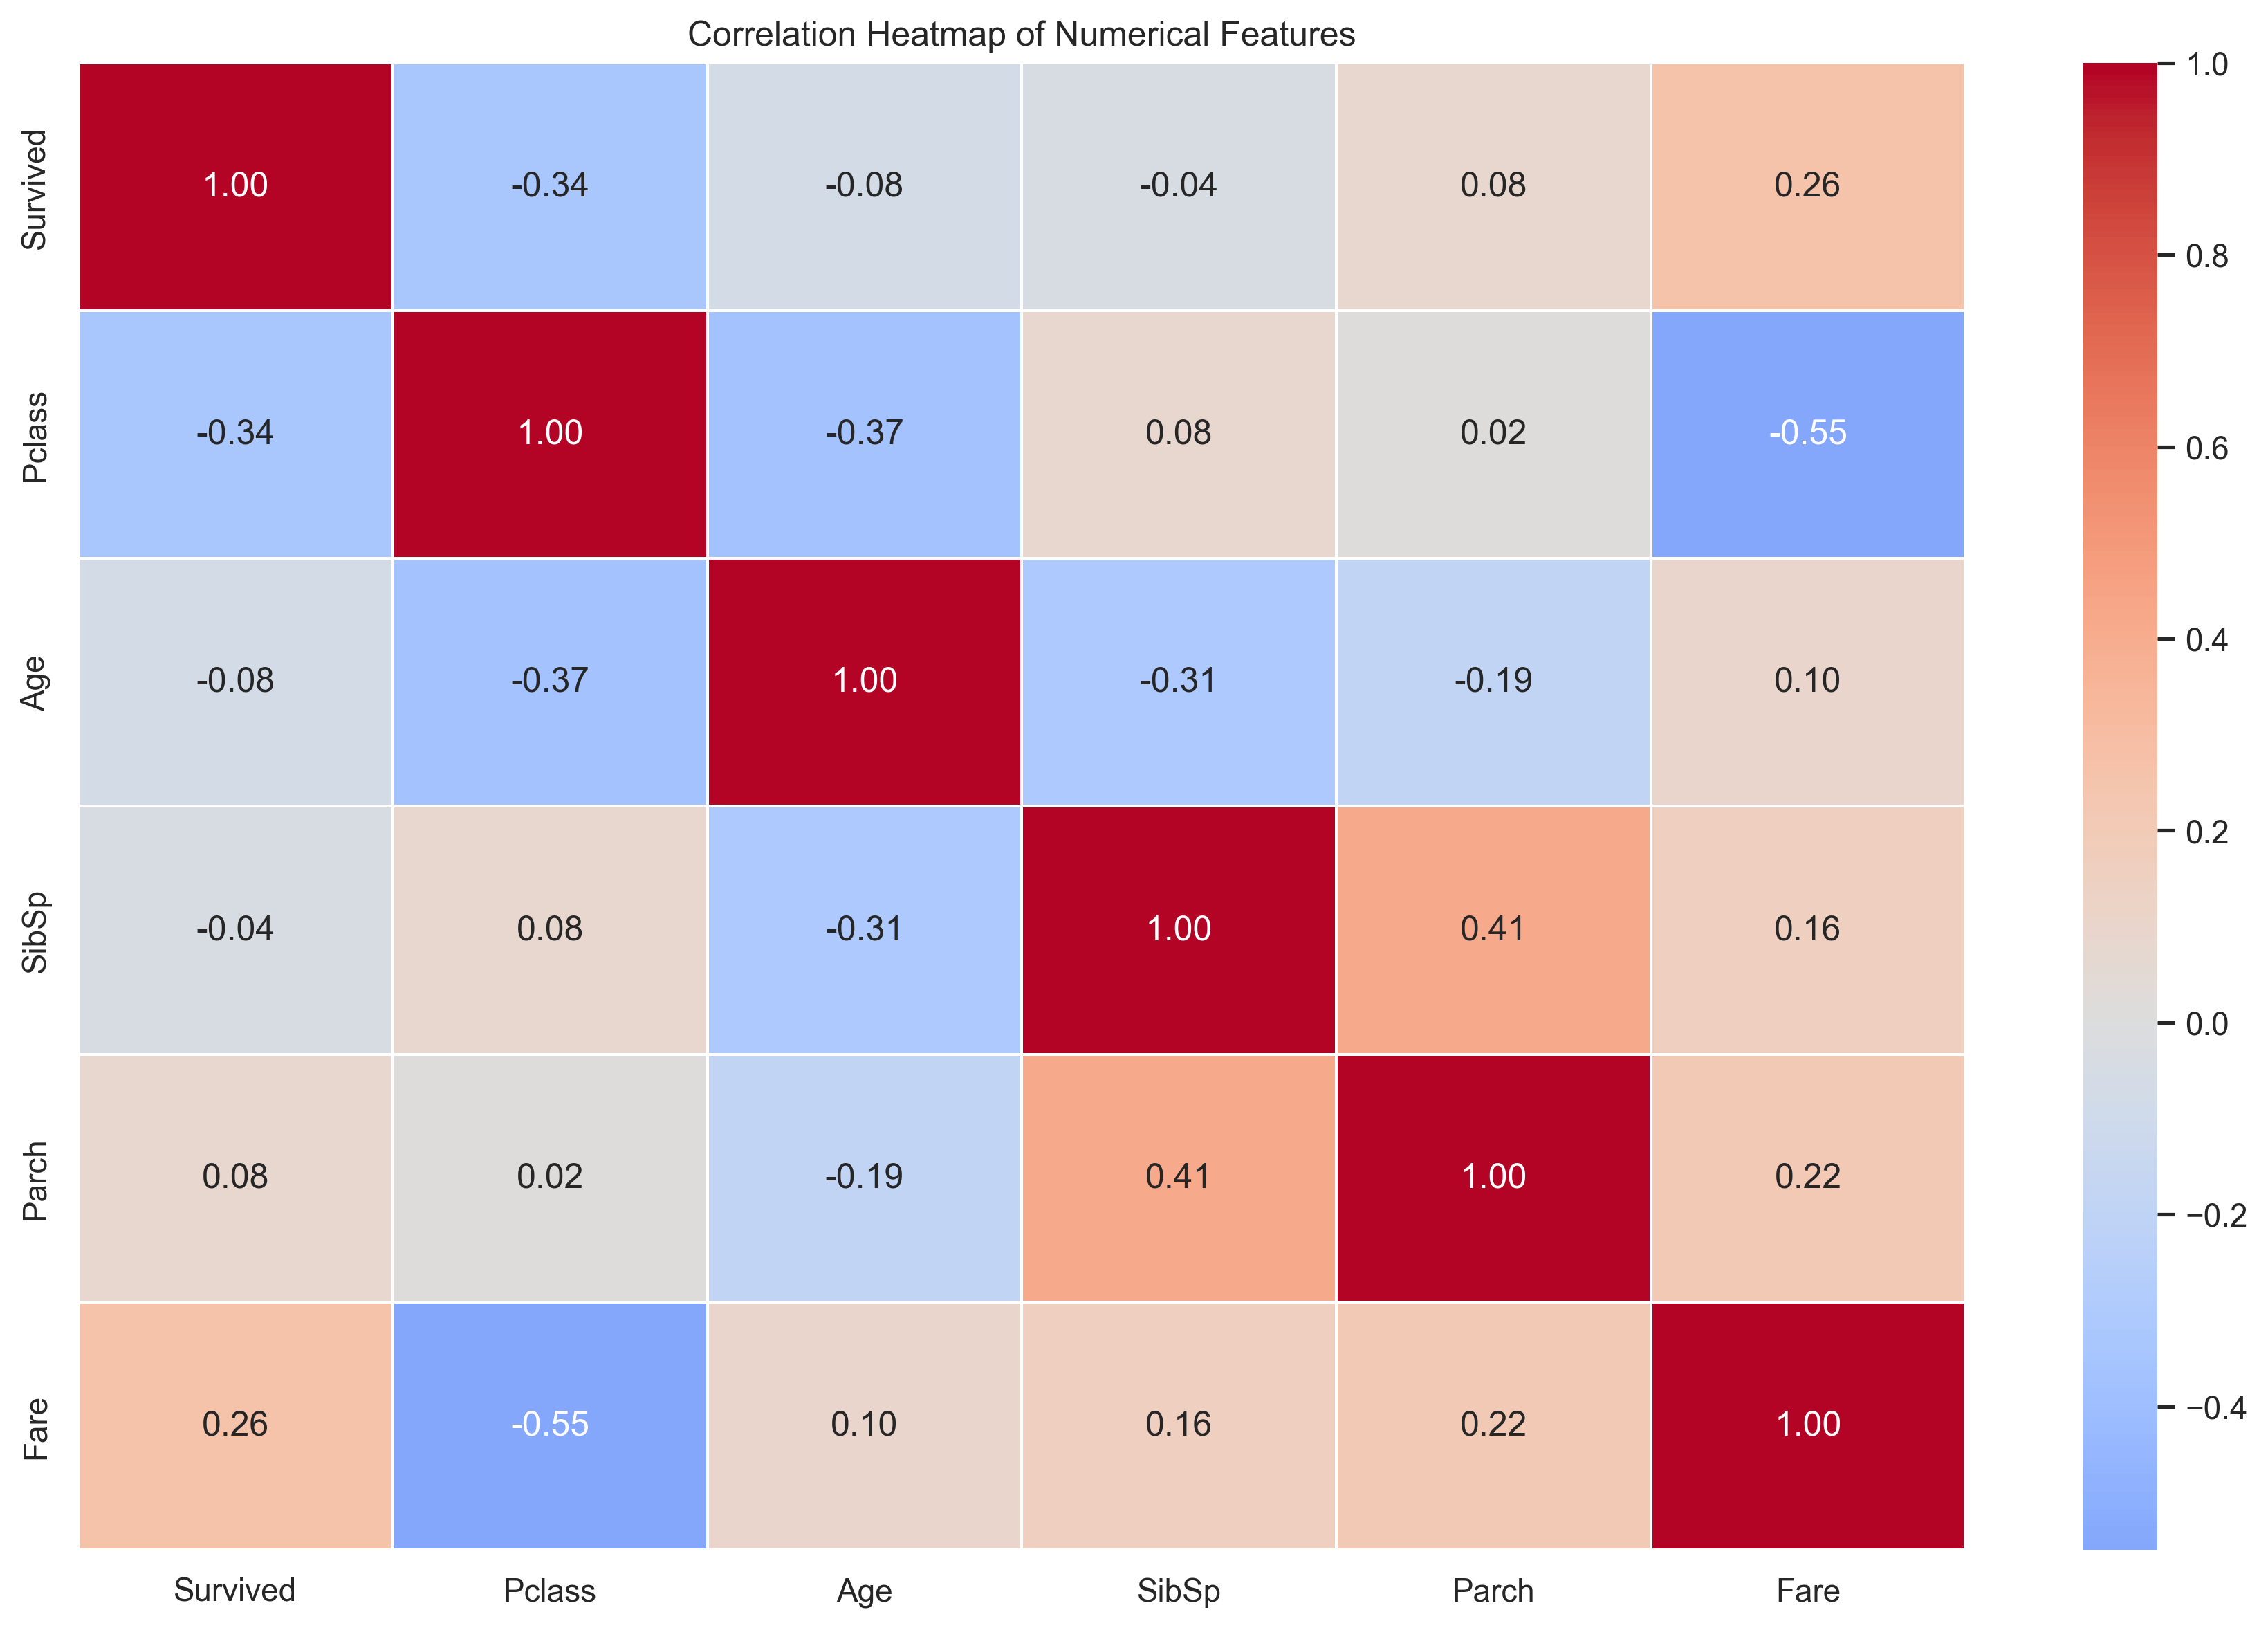 Correlation Heatmap of Numerical Features
Survived 1.00 -0.34 -0.08 -0.04 0.08 0.26
Pclass -0.34 1.00 -0.37 0.08 0.02 -0.55
Age -0.08 -0.37 1.00 -0.31 -0.19 0.10
SibSp -0.04 0.08 -0.31 1.00 0.41 0.16
Parch 0.08 0.02 -0.19 0.41 1.00 0.22
Fare 0.26 -0.55 0.10 0.16 0.22 1.00
Survived Pclass Age SibSp Parch Fare
1.0
0.8
0.6
0.4
0.2
0.0
−0.2
−0.4